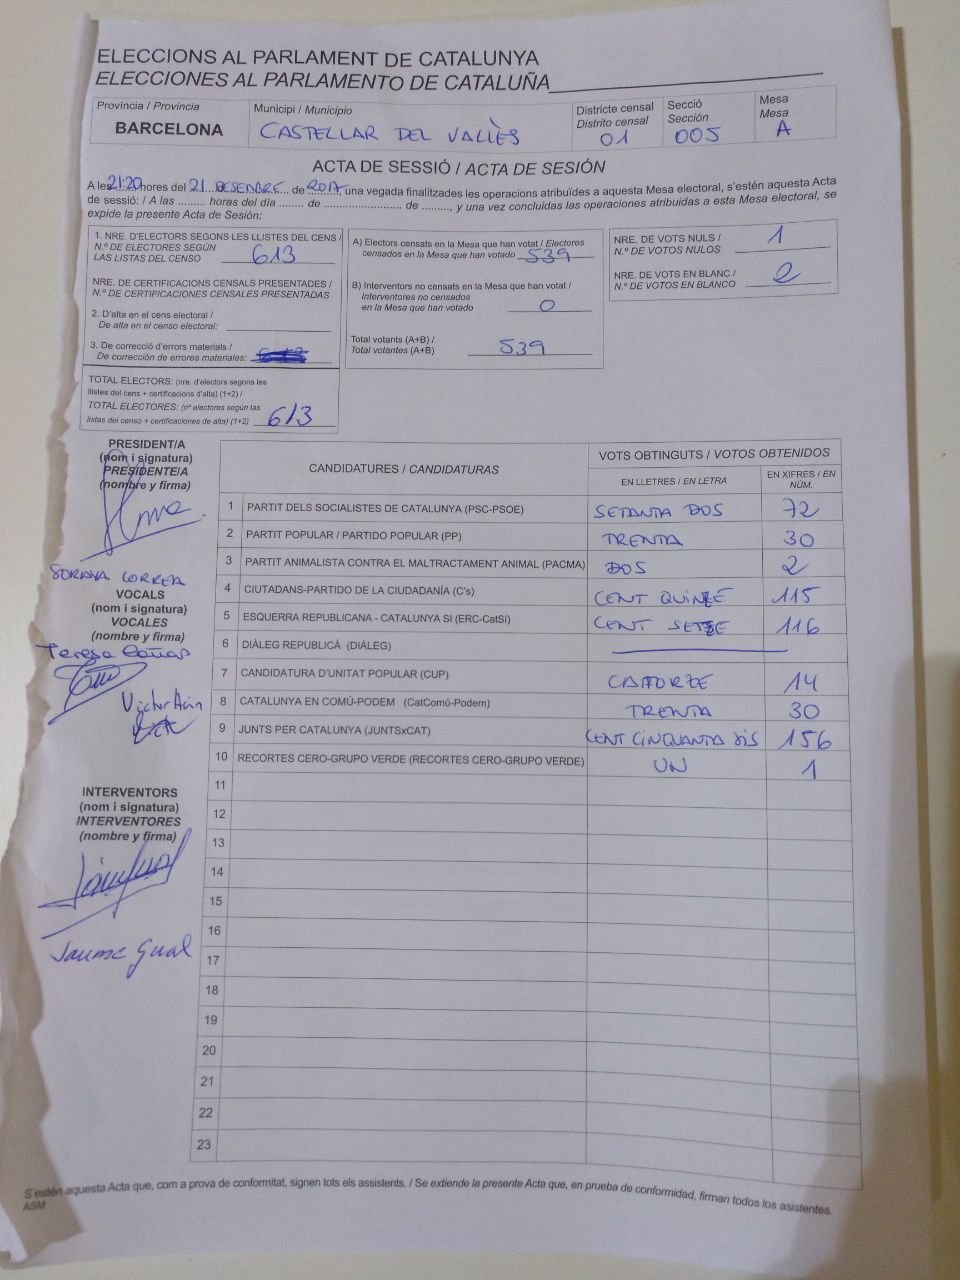 ELECCIONS AL PARLAMENT DE CATALUNYA
ELECCIONES AL PARLAMENTO DE CATALUÑA
Província / Provincia
BARCELONA
Municipi / Municipio
CASTELLAR DEL VALLÈS
Districte censal
Distrito censal
01
Secció
Sección
005
Mesa
Mesa
A
ACTA DE SESSIÓ / ACTA DE SESIÓN
A les 21:20 hores del 21 DESEMBRE de 2017, una vegada finalitzades les operacions atribuïdes a aquesta Mesa electoral, s'estén aquesta Acta
de sessió: / A las ......... horas del día ........ de ........................ de ........., y una vez concluidas las operaciones atribuidas a esta Mesa electoral, se
expide la presente Acta de Sesión:
1. NRE. D'ELECTORS SEGONS LES LLISTES DEL CENS /
N.º DE ELECTORES SEGÚN
LAS LISTAS DEL CENSO 613
NRE. DE CERTIFICACIONS CENSALS PRESENTADES /
N.º DE CERTIFICACIONES CENSALES PRESENTADAS
2. D'alta en el cens electoral /
De alta en el censo electoral:
3. De correcció d'errors materials /
De corrección de errores materiales:
TOTAL ELECTORS: (nre. d'electors segons les
llistes del cens + certificacions d'alta) (1+2) /
TOTAL ELECTORES: (nº electores según las
listas del censo + certificaciones de alta) (1+2) 613
A) Electors censats en la Mesa que han votat / Electores
censados en la Mesa que han votado 539
B) Interventors no censats en la Mesa que han votat /
Interventores no censados
en la Mesa que han votado 0
Total votants (A+B) /
Total votantes (A+B) 539
NRE. DE VOTS NULS /
N.º DE VOTOS NULOS 1
NRE. DE VOTS EN BLANC /
N.º DE VOTOS EN BLANCO 2
PRESIDENT/A
(nom i signatura)
PRESIDENTE/A
(nombre y firma)
SORAYA CORREA
VOCALS
(nom i signatura)
VOCALES
(nombre y firma)
Teresa Cañas
Victor
INTERVENTORS
(nom i signatura)
INTERVENTORES
(nombre y firma)
Jaume Gual
CANDIDATURES / CANDIDATURAS
VOTS OBTINGUTS / VOTOS OBTENIDOS
EN LLETRES / EN LETRA
EN XIFRES / EN
NÚM.
1 PARTIT DELS SOCIALISTES DE CATALUNYA (PSC-PSOE) SETANTA DOS 72
2 PARTIT POPULAR / PARTIDO POPULAR (PP) TRENTA 30
3 PARTIT ANIMALISTA CONTRA EL MALTRACTAMENT ANIMAL (PACMA) DOS 2
4 CIUTADANS-PARTIDO DE LA CIUDADANÍA (C's) CENT QUINZE 115
5 ESQUERRA REPUBLICANA - CATALUNYA SI (ERC-CatSí) CENT SETZE 116
6 DIÀLEG REPUBLICÀ (DIÀLEG)
7 CANDIDATURA D'UNITAT POPULAR (CUP) CATORZE 14
8 CATALUNYA EN COMÚ-PODEM (CatComú-Podem) TRENTA 30
9 JUNTS PER CATALUNYA (JUNTSxCAT) CENT CINQUANTA SIS 156
10 RECORTES CERO-GRUPO VERDE (RECORTES CERO-GRUPO VERDE) UN 1
11
12
13
14
15
16
17
18
19
20
21
22
23
S'estén aquesta Acta que, com a prova de conformitat, signen tots els assistents. / Se extiende la presente Acta que, en prueba de conformidad, firman todos los asistentes.
ASM